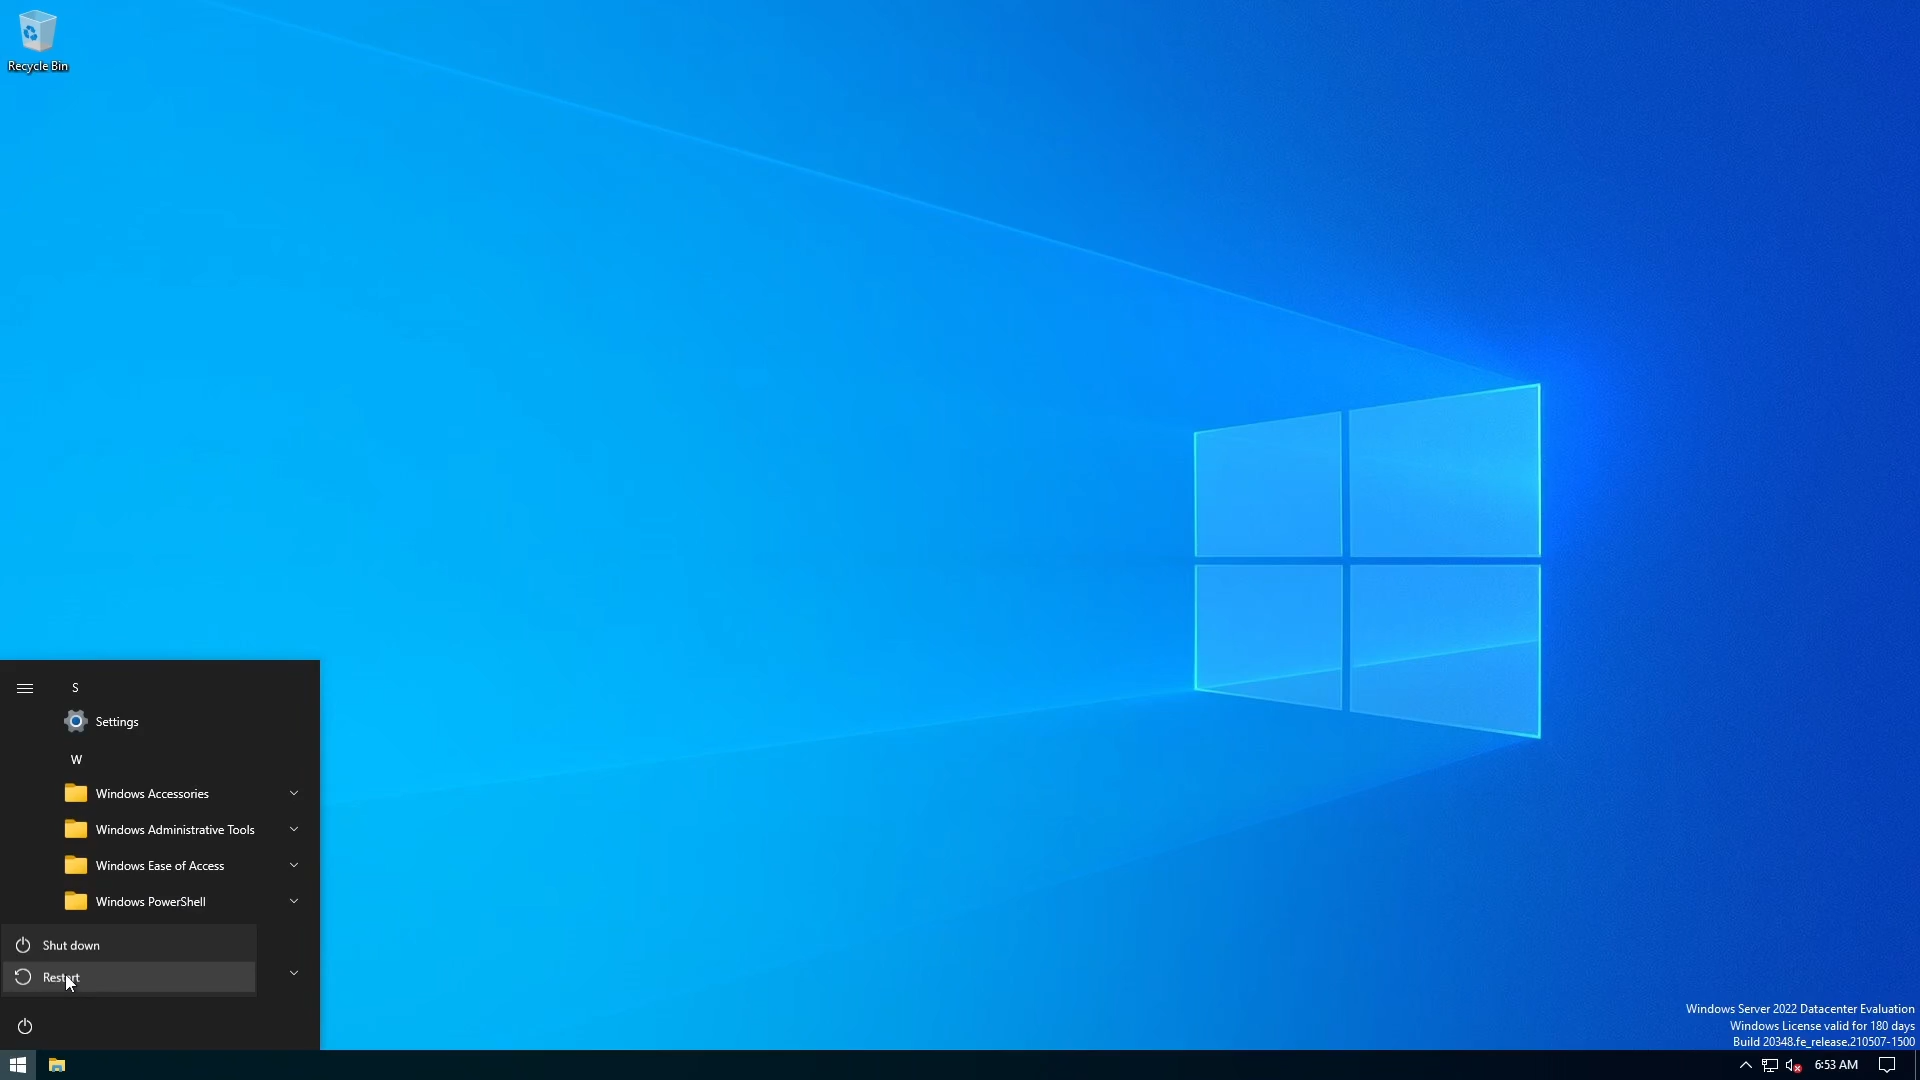 Recycle Bin
S
Settings
W
Windows Accessories
Windows Administrative Tools
Windows Ease of Access
Windows PowerShell
Shut down
Restart
Windows Server 2022 Datacenter Evaluation
Windows License valid for 180 days
Build 20348.fe_release.210507-1500
6:53 AM